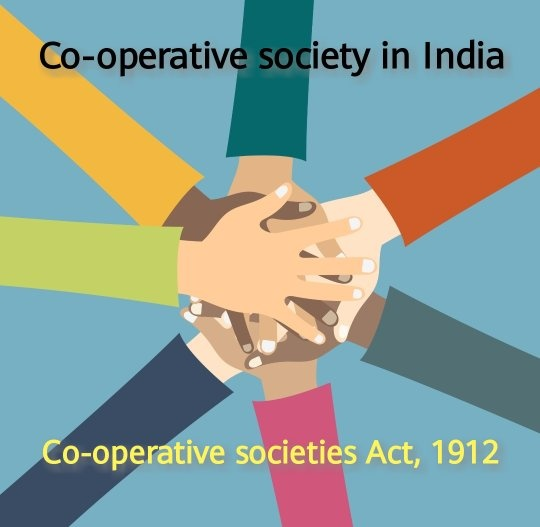 Co-operative society in India
Co-operative societies Act, 1912